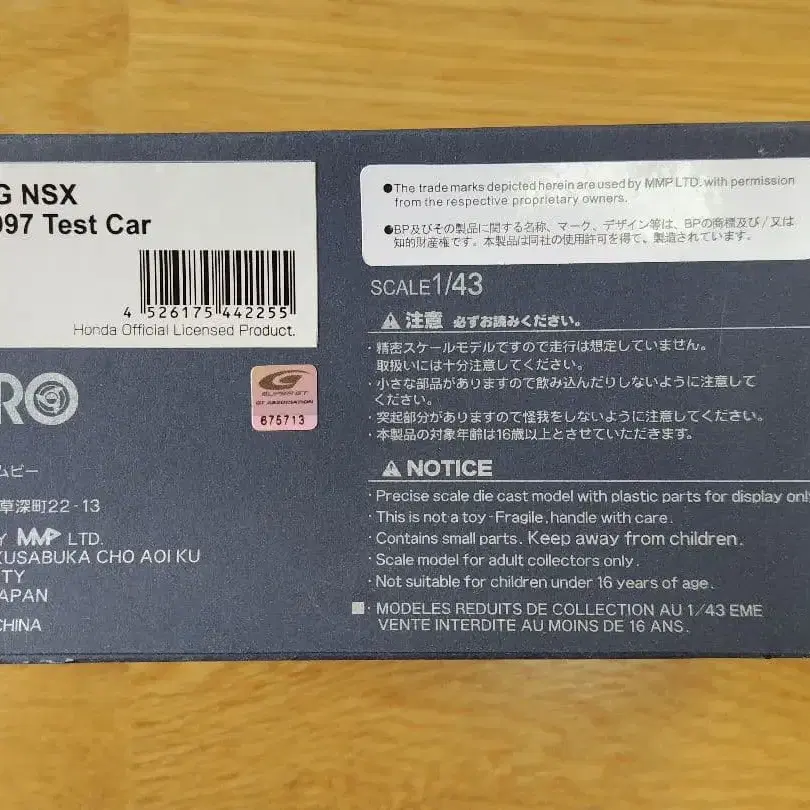 G NSX
997 Test Car
4 526175 442255
Honda Official Licensed Product.
RO
SUPER GT
GT ASSOCIATION
675713
ムピー
草深町22-13
Y MMP LTD.
KUSABUKA CHO AOI KU
TY
APAN
CHINA
●The trade marks depicted herein are used by MMP LTD. with permission
from the respective proprietary owners.
●BP及びその製品に関する名称、マーク、デザイン等は、BPの商標及び/又は
知的財産権です。本製品は同社の使用許可を得て、製造されています。
SCALE1/43
⚠注意 必ずお読みください。
・精密スケールモデルですので走行は想定していません。
取扱いには十分注意してください。
・小さな部品がありますので飲み込んだりしないように注意して
ください。
・突起部分がありますので怪我をしないように注意してください。
・本製品の対象年齢は16歳以上とさせていただきます。
⚠NOTICE
・Precise scale die cast model with plastic parts for display only
・This is not a toy-Fragile, handle with care.
・Contains small parts. Keep away from children.
・Scale model for adult collectors only.
・Not suitable for children under 16 years of age.
・MODELES REDUITS DE COLLECTION AU 1/43 EME
VENTE INTERDITE AU MOINS DE 16 ANS.